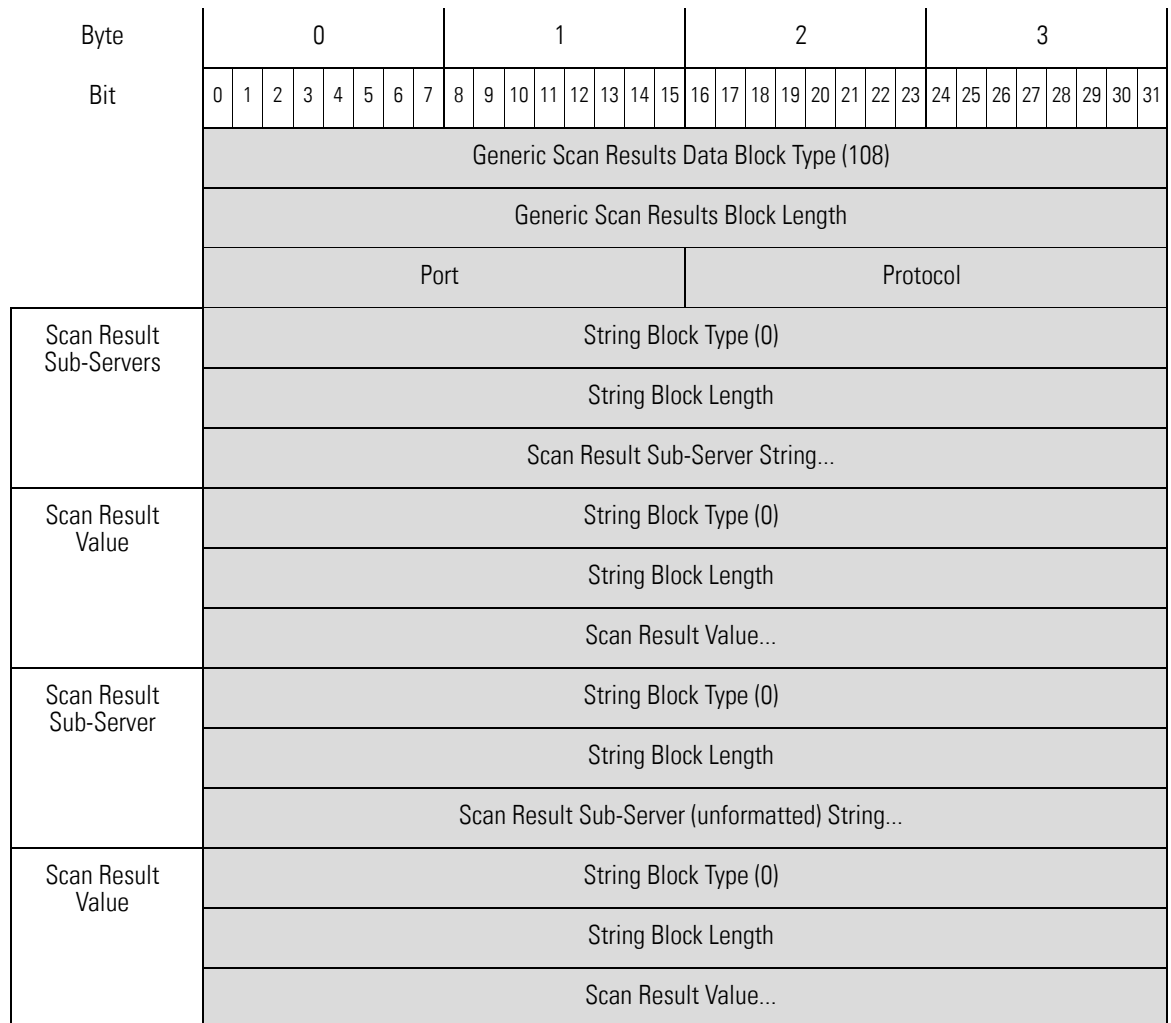 Byte 0 1 2 3
Bit 0 1 2 3 4 5 6 7 8 9 10 11 12 13 14 15 16 17 18 19 20 21 22 23 24 25 26 27 28 29 30 31
Generic Scan Results Data Block Type (108)
Generic Scan Results Block Length
Port Protocol
Scan Result
Sub-Servers
String Block Type (0)
String Block Length
Scan Result Sub-Server String...
Scan Result
Value
String Block Type (0)
String Block Length
Scan Result Value...
Scan Result
Sub-Server
String Block Type (0)
String Block Length
Scan Result Sub-Server (unformatted) String...
Scan Result
Value
String Block Type (0)
String Block Length
Scan Result Value...